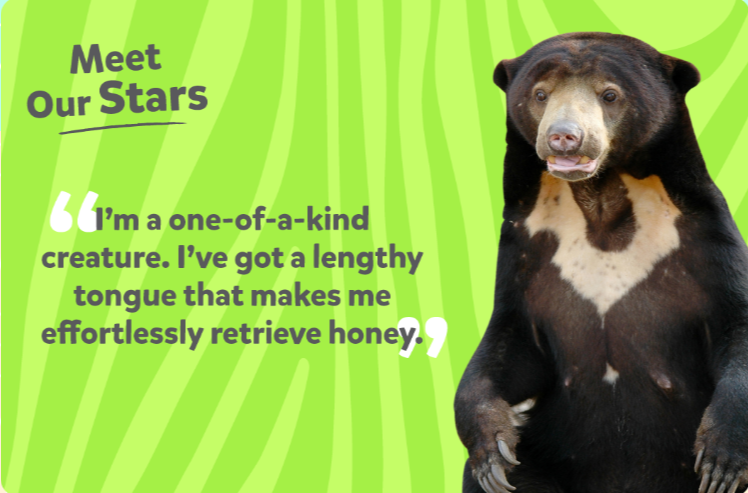 Meet
Our Stars
“I’m a one-of-a-kind
creature. I’ve got a lengthy
tongue that makes me
effortlessly retrieve honey.”